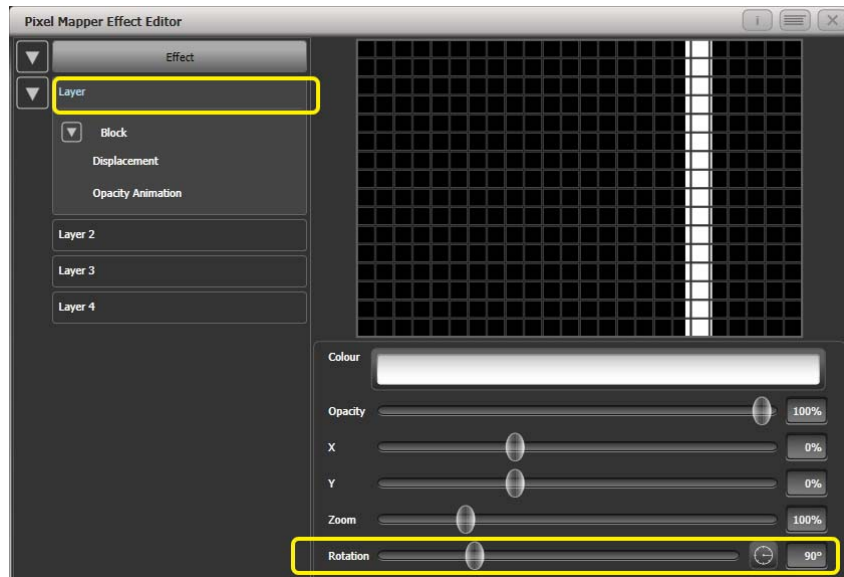 Pixel Mapper Effect Editor
i
Effect
Layer
Block
Displacement
Opacity Animation
Layer 2
Layer 3
Layer 4
Colour
Opacity 100%
X 0%
Y 0%
Zoom 100%
Rotation 90°